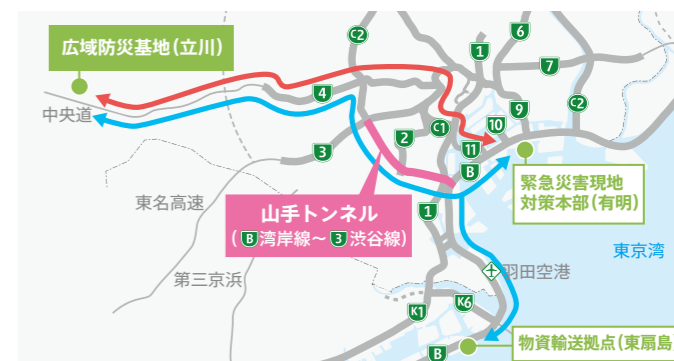 広域防災基地(立川)
中央道
C2
6
1
7
4
C2
9
10
C1
11
2
3
B
緊急災害現地
対策本部(有明)
東名高速
山手トンネル
(B湾岸線～3渋谷線)
1
東京湾
第三京浜
羽田空港
K1
K6
物資輸送拠点(東扇島
B